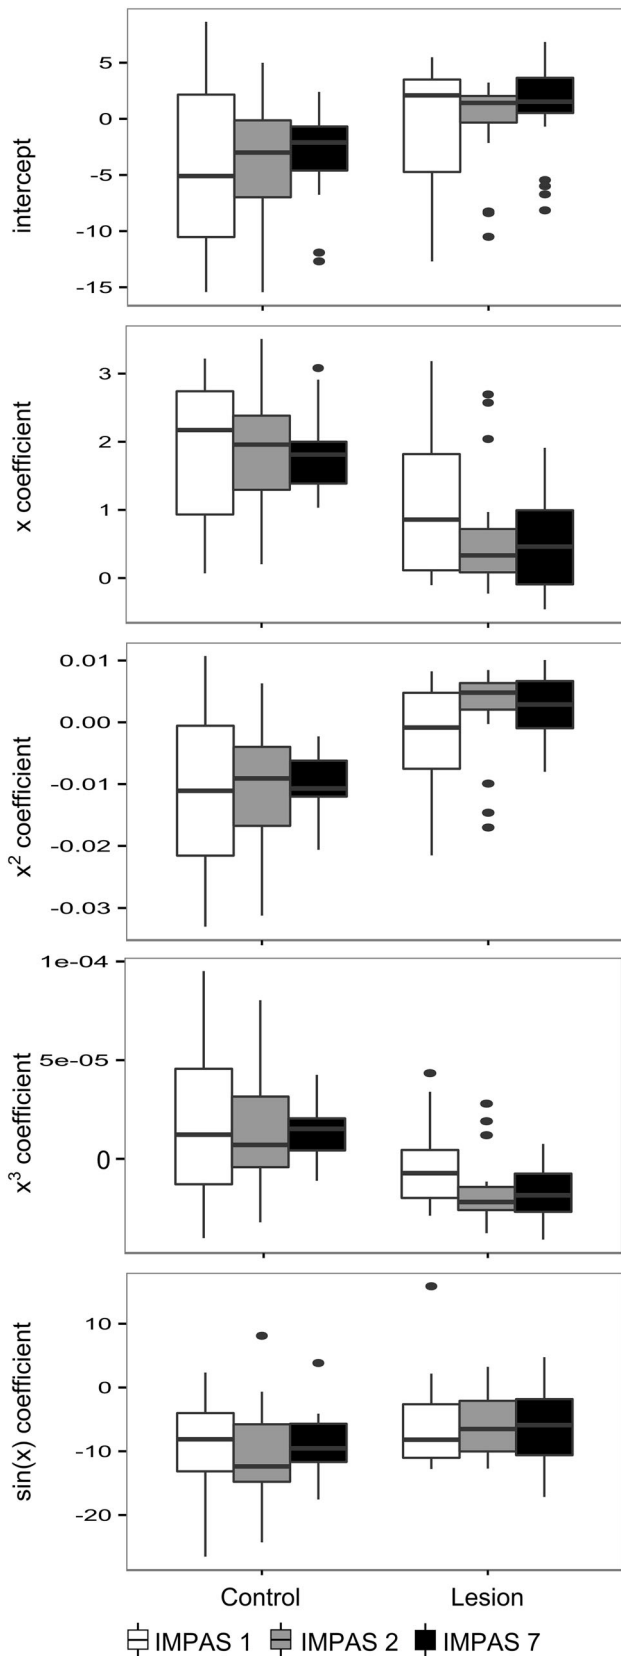 intercept
5
0
-5
-10
-15
x coefficient
3
2
1
0
x² coefficient
0.01
0.00
-0.01
-0.02
-0.03
x³ coefficient
1e-04
5e-05
0
sin(x) coefficient
10
0
-10
-20
Control Lesion
IMPAS 1 IMPAS 2 IMPAS 7